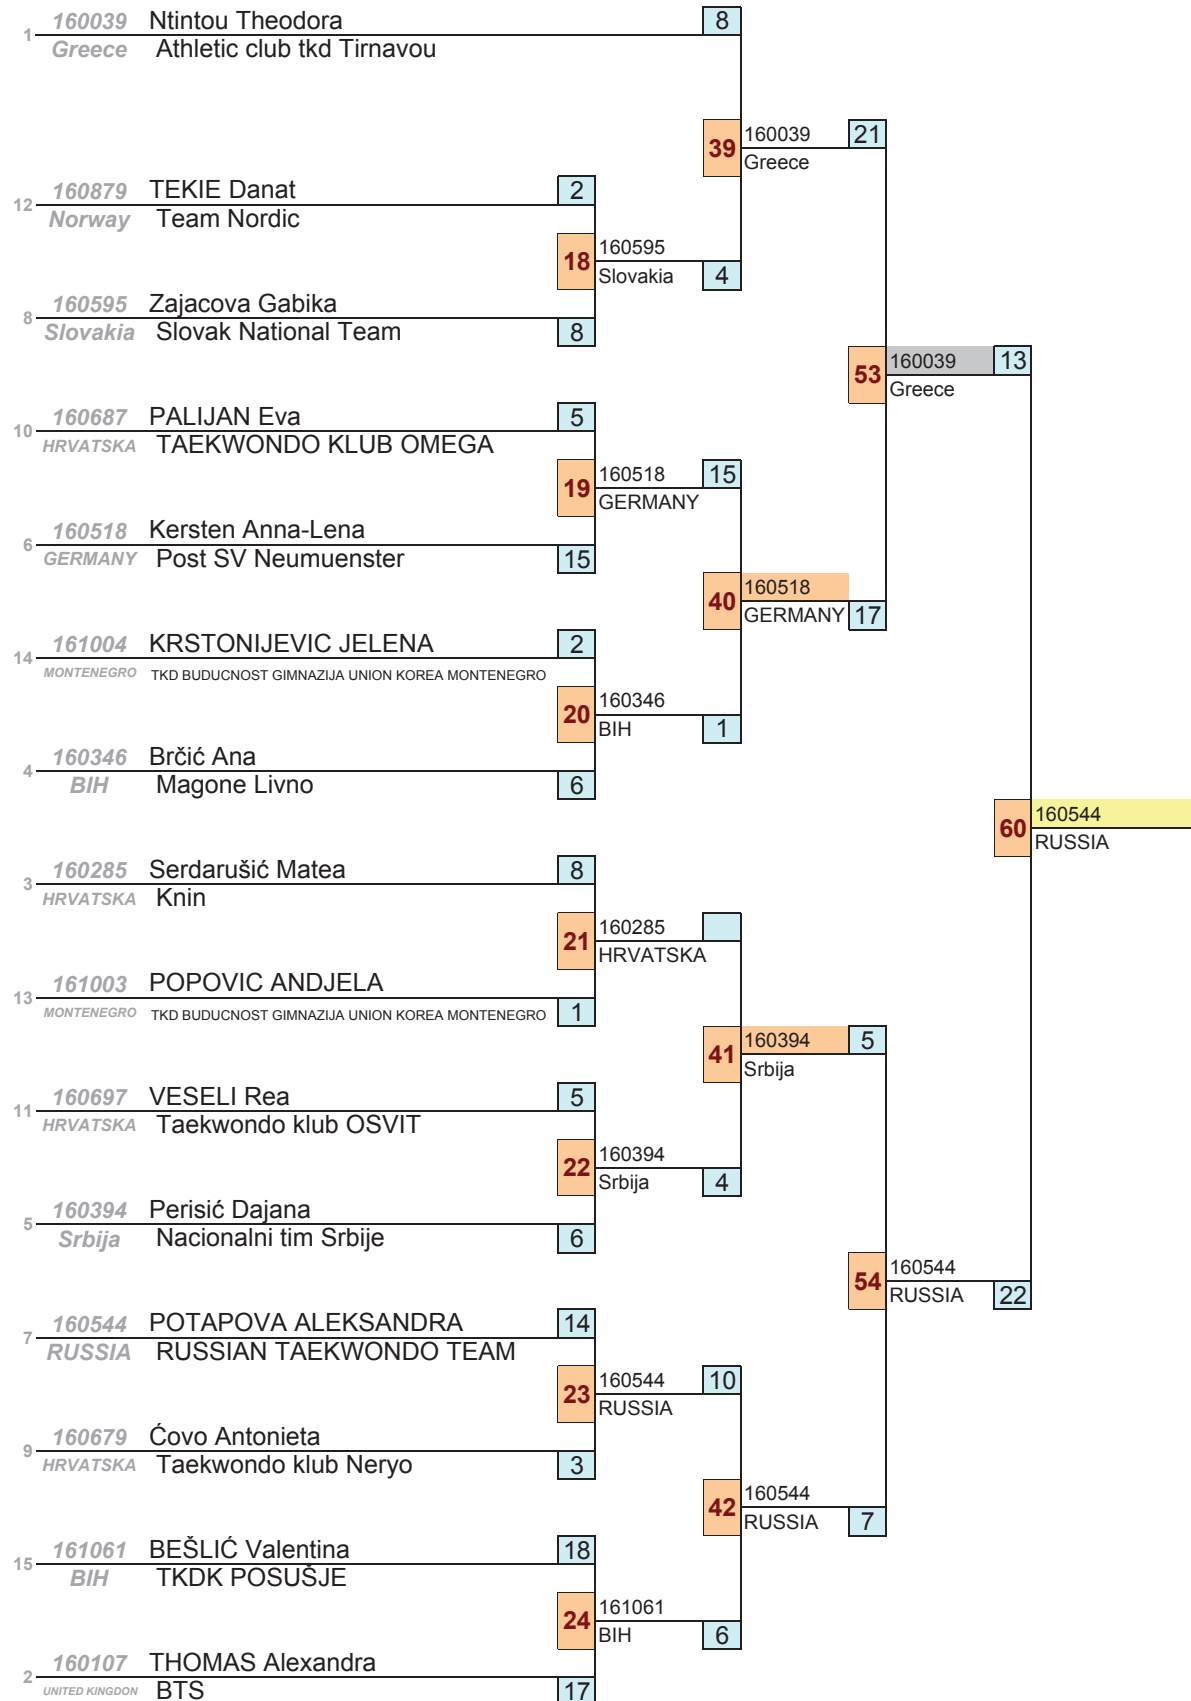 160039 Ntintou Theodora 8
1 Greece Athletic club tkd Tirnavou
39 160039 21
Greece
160879 TEKIE Danat 2
12 Norway Team Nordic
18 160595
Slovakia 4
160595 Zajacova Gabika
8 Slovakia Slovak National Team 8
53 160039 13
Greece
160687 PALIJAN Eva 5
10 HRVATSKA TAEKWONDO KLUB OMEGA
19 160518 15
GERMANY
160518 Kersten Anna-Lena
6 GERMANY Post SV Neumuenster 15
40 160518
GERMANY 17
161004 KRSTONIJEVIC JELENA 2
14 MONTENEGRO TKD BUDUCNOST GIMNAZIJA UNION KOREA MONTENEGRO
20 160346
BIH 1
160346 Brčić Ana
4 BIH Magone Livno 6
60 160544
RUSSIA
160285 Serdarušić Matea 8
3 HRVATSKA Knin
21 160285
HRVATSKA
161003 POPOVIC ANDJELA
13 MONTENEGRO TKD BUDUCNOST GIMNAZIJA UNION KOREA MONTENEGRO 1
41 160394 5
Srbija
160697 VESELI Rea 5
11 HRVATSKA Taekwondo klub OSVIT
22 160394
Srbija 4
160394 Perisić Dajana
5 Srbija Nacionalni tim Srbije 6
54 160544
RUSSIA 22
160544 POTAPOVA ALEKSANDRA 14
7 RUSSIA RUSSIAN TAEKWONDO TEAM
23 160544 10
RUSSIA
160679 Ćovo Antonieta
9 HRVATSKA Taekwondo klub Neryo 3
42 160544
RUSSIA 7
161061 BEŠLIĆ Valentina 18
15 BIH TKDK POSUŠJE
24 161061
BIH 6
160107 THOMAS Alexandra
2 UNITED KINGDON BTS 17